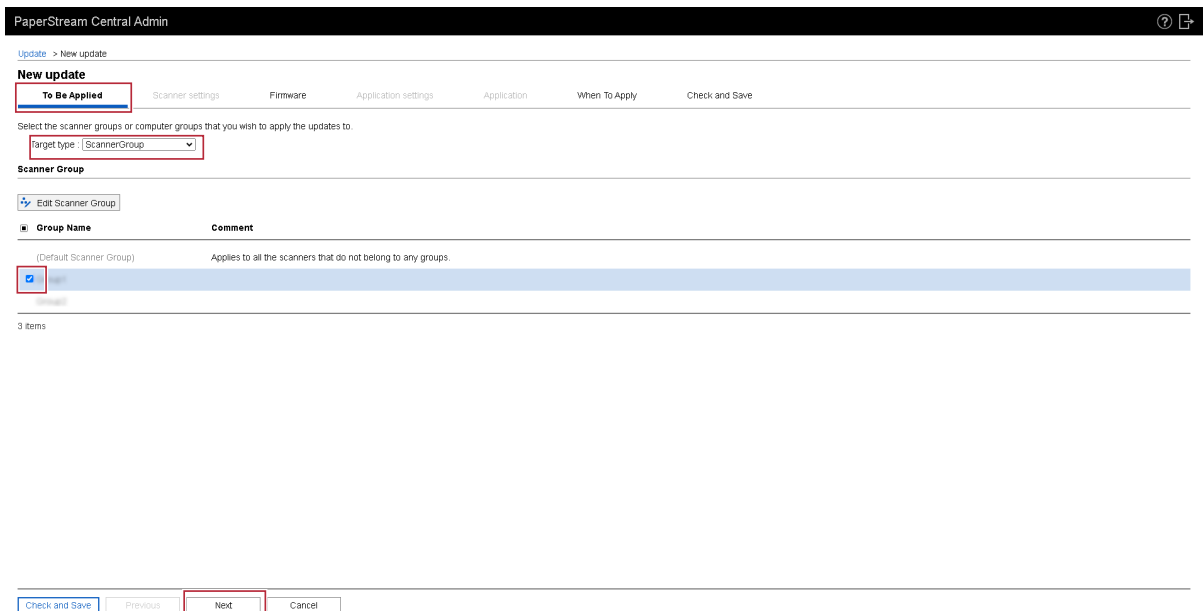 PaperStream Central Admin
Update > New update
New update
To Be Applied Scanner settings Firmware Application settings Application When To Apply Check and Save
Select the scanner groups or computer groups that you wish to apply the updates to.
Target type : ScannerGroup
Scanner Group
Edit Scanner Group
Group Name Comment
(Default Scanner Group) Applies to all the scanners that do not belong to any groups.
3 items
Check and Save Previous Next Cancel